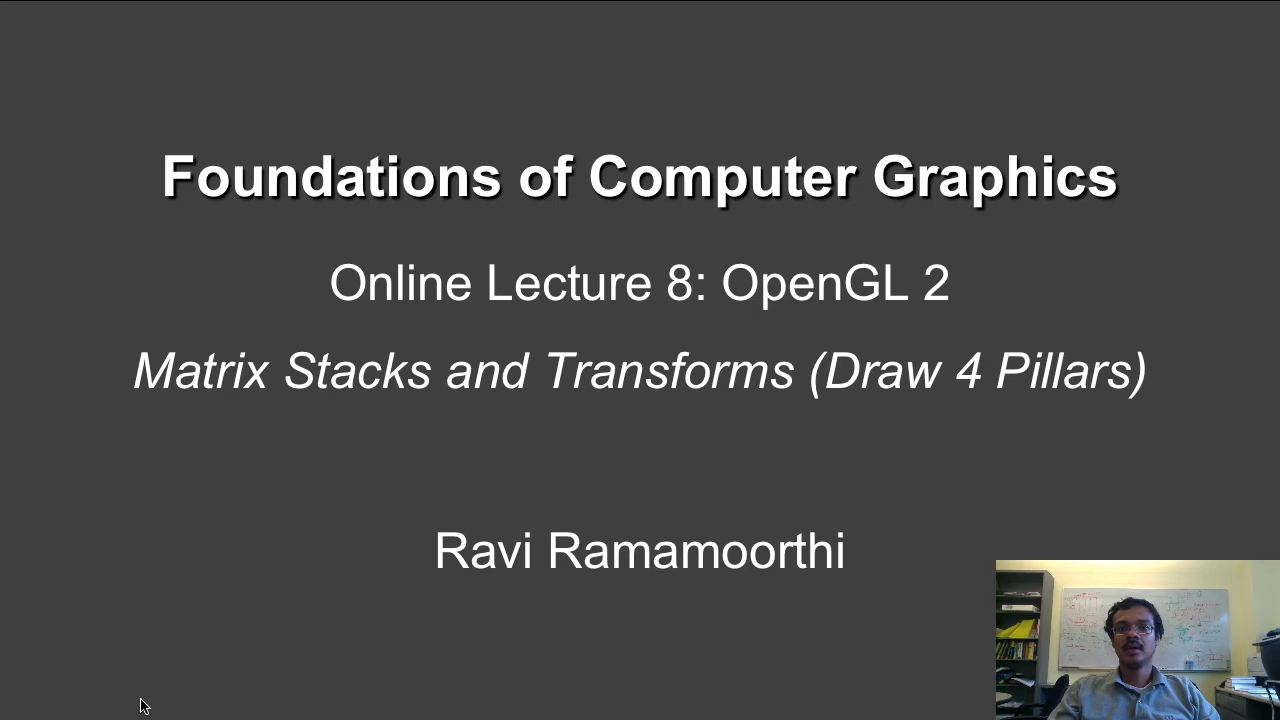 Foundations of Computer Graphics
Online Lecture 8: OpenGL 2
Matrix Stacks and Transforms (Draw 4 Pillars)
Ravi Ramamoorthi